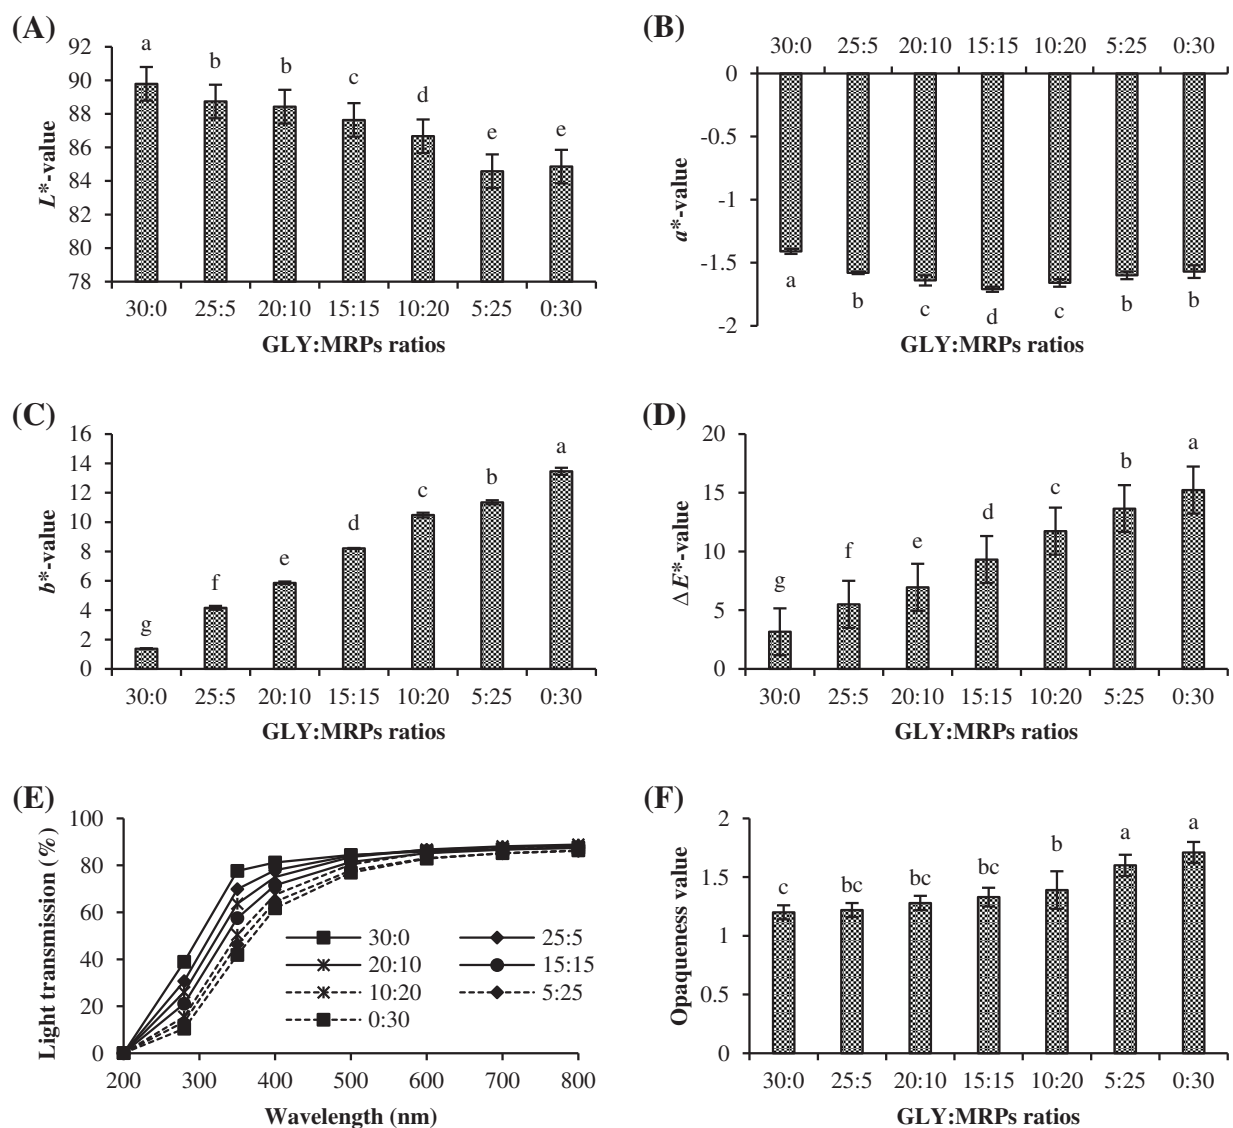 (A)
L*-value
92
90
88
86
84
82
80
78
a
b
b
c
d
e
e
30:0 25:5 20:10 15:15 10:20 5:25 0:30
GLY:MRPs ratios
(B)
30:0 25:5 20:10 15:15 10:20 5:25 0:30
a*-value
0
-0.5
-1
-1.5
-2
a
b
c
d
c
b
b
GLY:MRPs ratios
(C)
b*-value
16
14
12
10
8
6
4
2
0
g
f
e
d
c
b
a
30:0 25:5 20:10 15:15 10:20 5:25 0:30
GLY:MRPs ratios
(D)
ΔE*-value
20
15
10
5
0
g
f
e
d
c
b
a
30:0 25:5 20:10 15:15 10:20 5:25 0:30
GLY:MRPs ratios
(E)
Light transmission (%)
100
80
60
40
20
0
30:0 25:5
20:10 15:15
10:20 5:25
0:30
200 300 400 500 600 700 800
Wavelength (nm)
(F)
Opaqueness value
2
1.5
1
0.5
0
c
bc
bc
bc
b
a
a
30:0 25:5 20:10 15:15 10:20 5:25 0:30
GLY:MRPs ratios